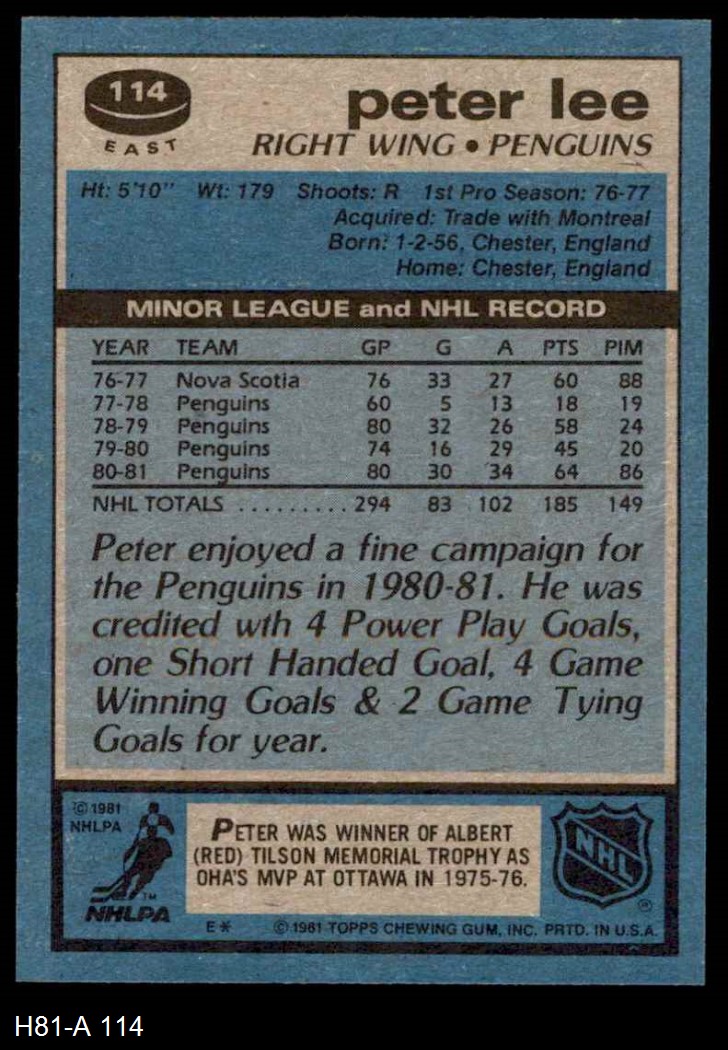 114
EAST
peter lee
RIGHT WING • PENGUINS
Ht: 5'10" Wt: 179 Shoots: R 1st Pro Season: 76-77
Acquired: Trade with Montreal
Born: 1-2-56, Chester, England
Home: Chester, England
MINOR LEAGUE and NHL RECORD
YEAR TEAM GP G A PTS PIM
76-77 Nova Scotia 76 33 27 60 88
77-78 Penguins 60 5 13 18 19
78-79 Penguins 80 32 26 58 24
79-80 Penguins 74 16 29 45 20
80-81 Penguins 80 30 34 64 86
NHL TOTALS ......... 294 83 102 185 149
Peter enjoyed a fine campaign for
the Penguins in 1980-81. He was
credited wth 4 Power Play Goals,
one Short Handed Goal, 4 Game
Winning Goals & 2 Game Tying
Goals for year.
© 1981
NHLPA
TM
NHLPA
PETER WAS WINNER OF ALBERT
(RED) TILSON MEMORIAL TROPHY AS
OHA'S MVP AT OTTAWA IN 1975-76.
NHL
®
E* © 1981 TOPPS CHEWING GUM, INC. PRTD. IN U.S.A.
H81-A 114